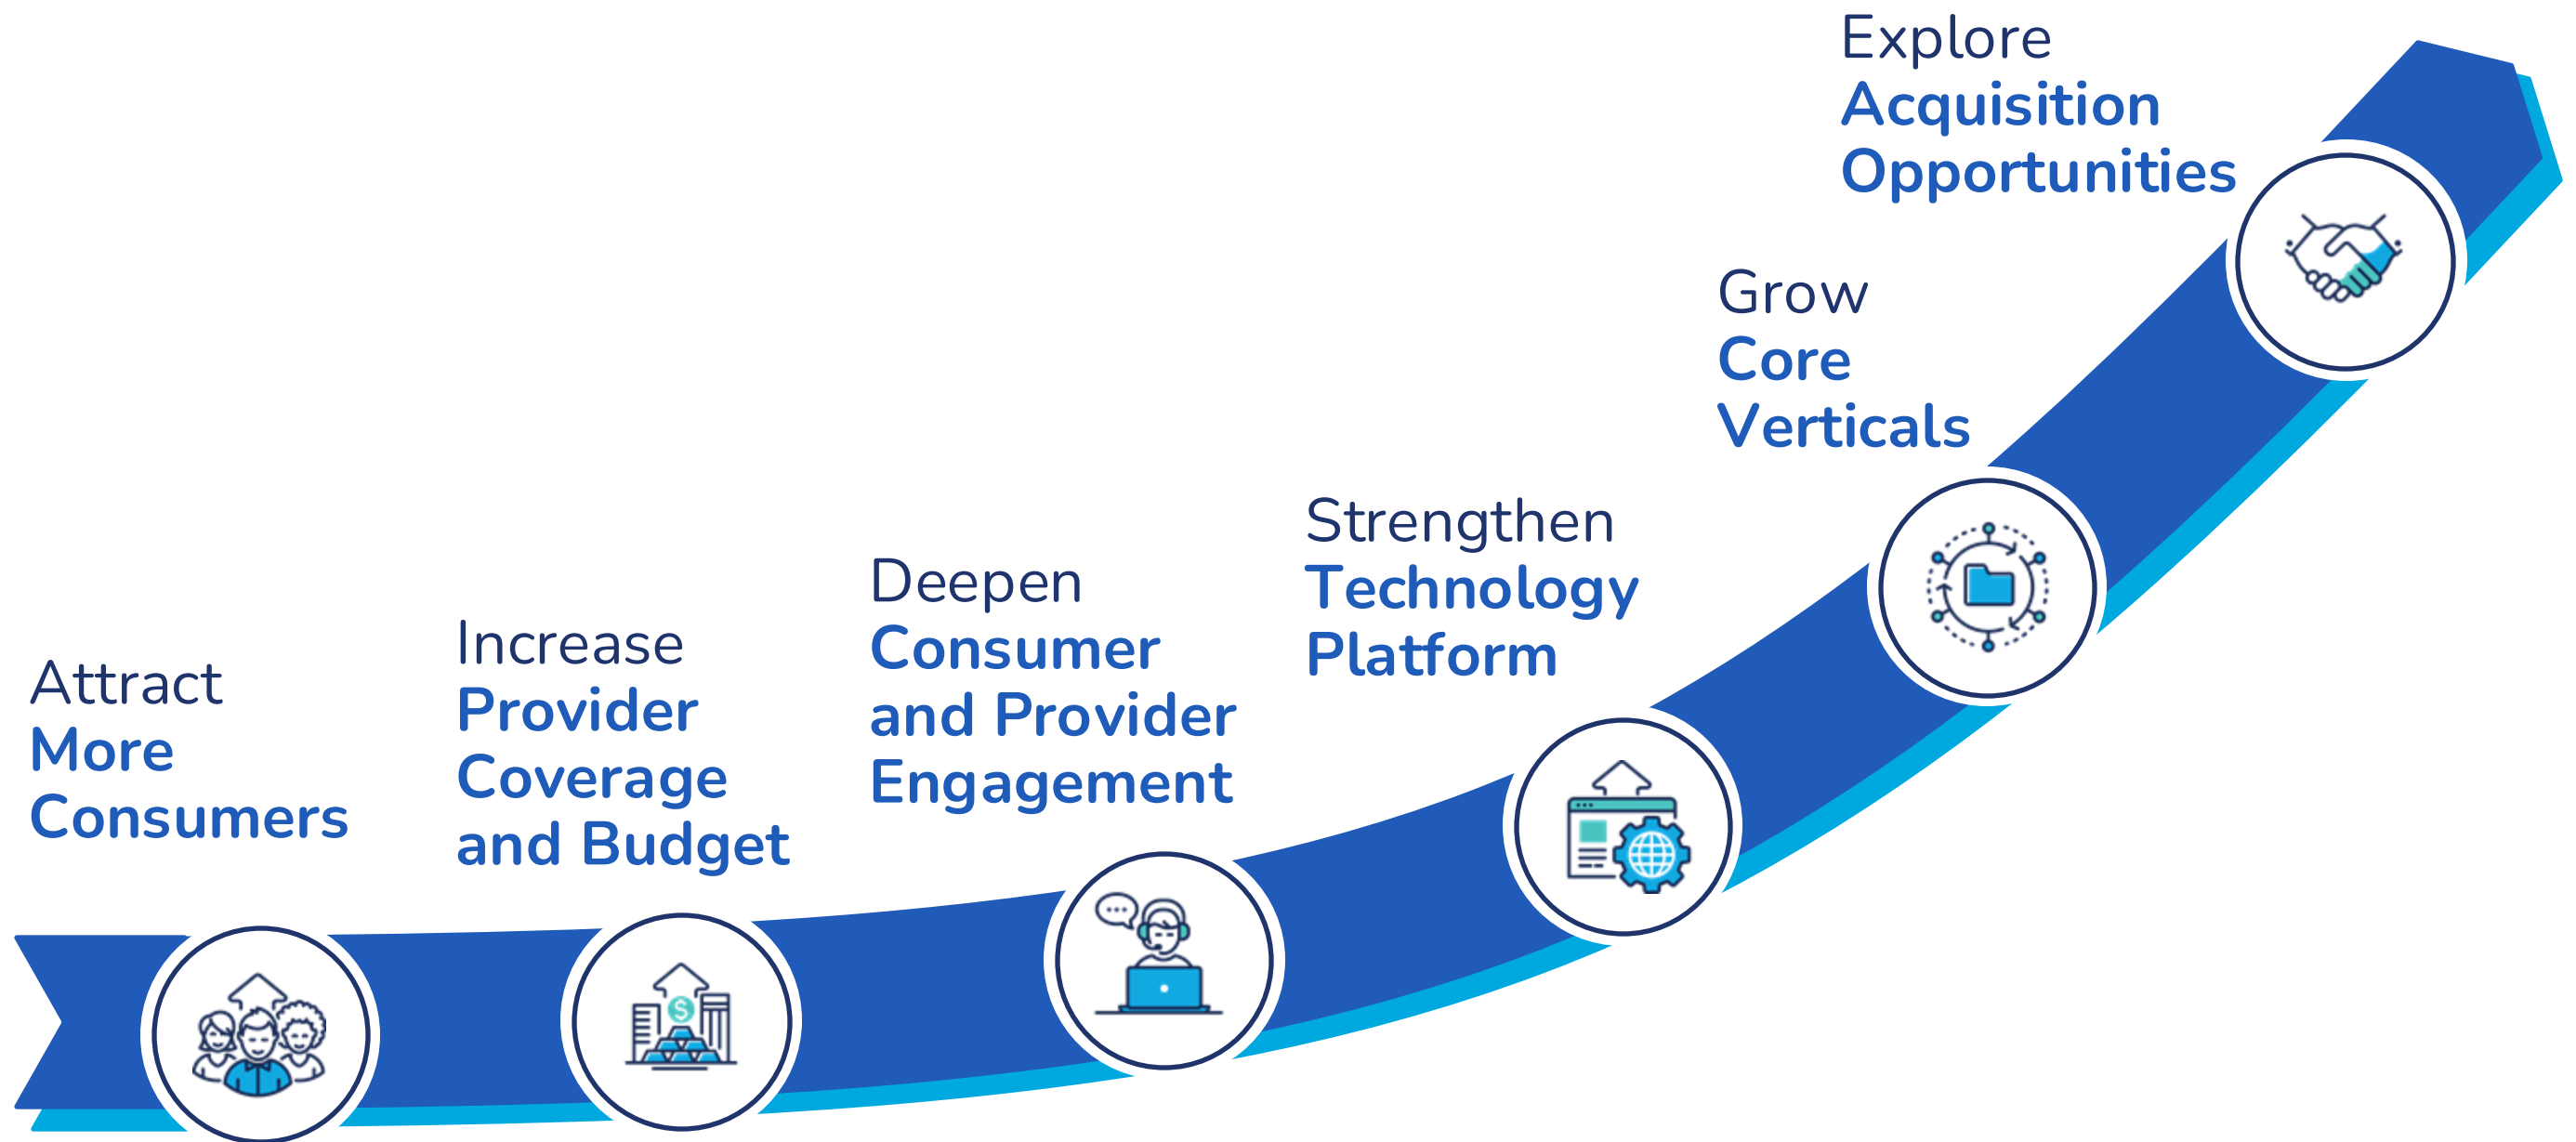 Attract
More
Consumers
Increase
Provider
Coverage
and Budget
Deepen
Consumer
and Provider
Engagement
Strengthen
Technology
Platform
Grow
Core
Verticals
Explore
Acquisition
Opportunities
$